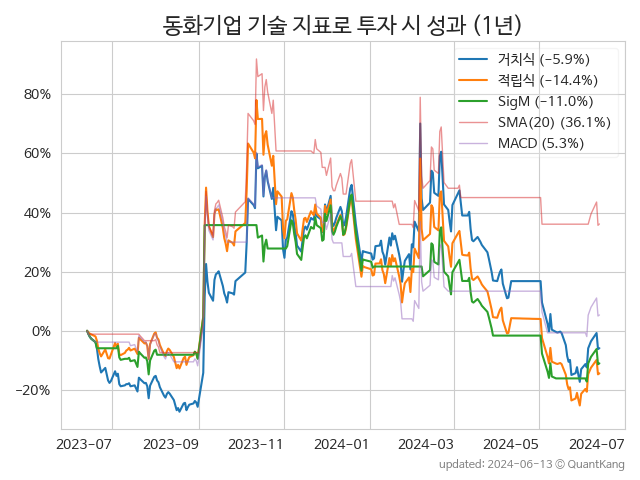 동화기업 기술 지표로 투자 시 성과 (1년)
거치식 (−5.9%)
적립식 (−14.4%)
SigM (−11.0%)
SMA(20) (36.1%)
MACD (5.3%)
80%
60%
40%
20%
0%
−20%
2023-07 2023-09 2023-11 2024-01 2024-03 2024-05 2024-07
updated: 2024-06-13 ⓒ QuantKang